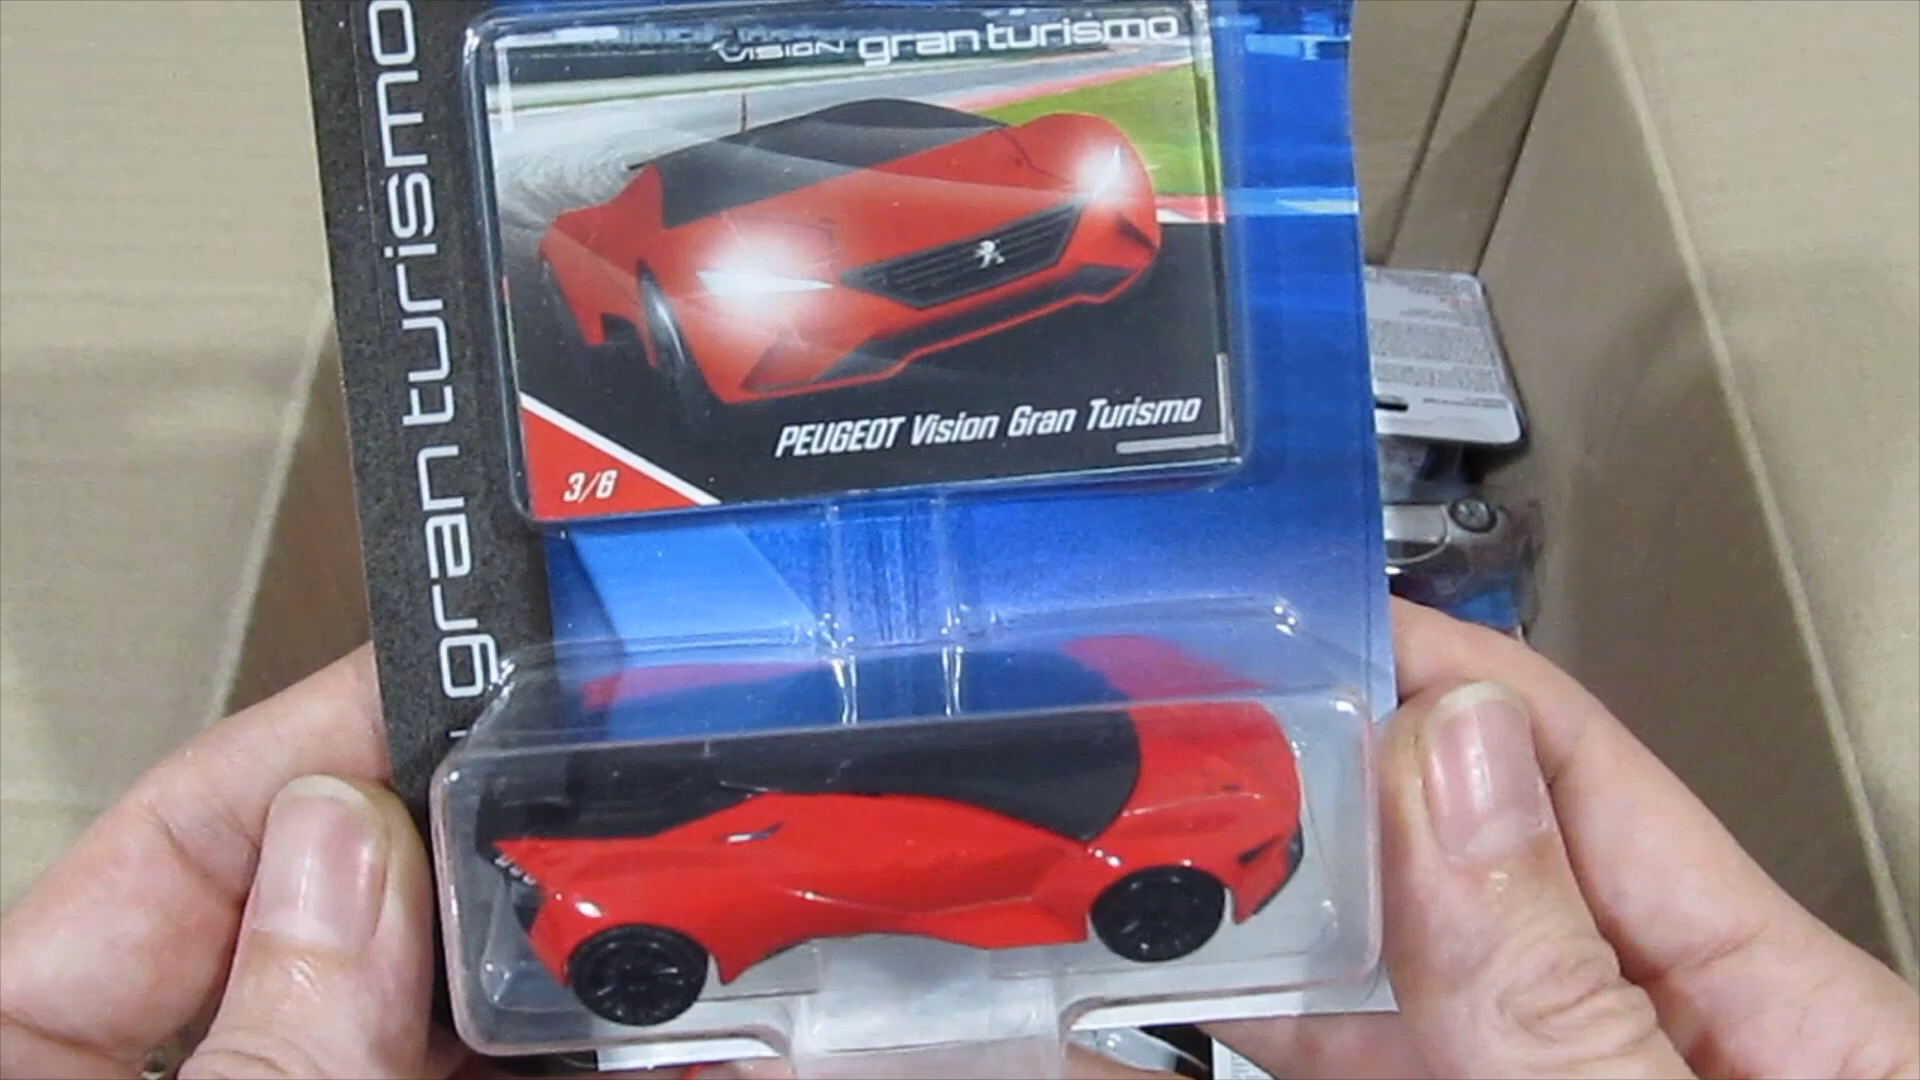 gran turismo
VISION gran turismo
PEUGEOT Vision Gran Turismo
3/6